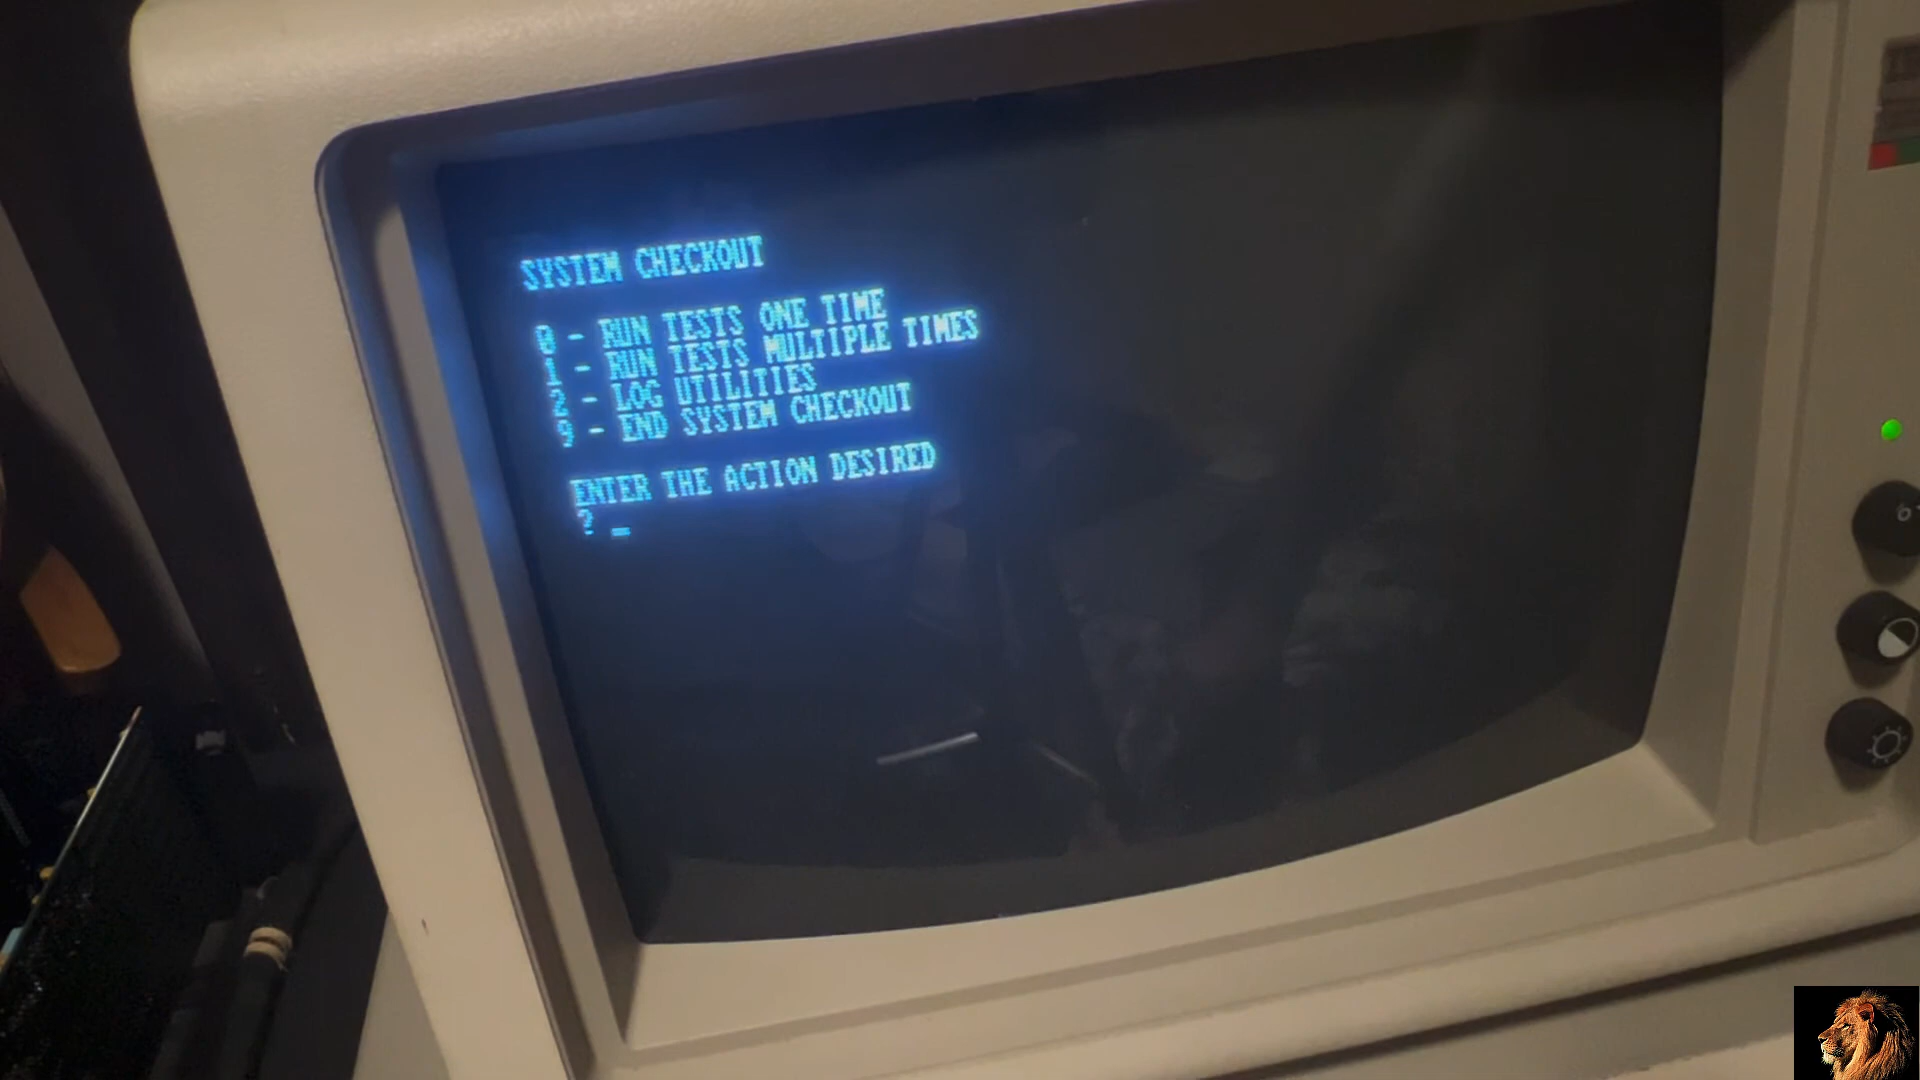 SYSTEM CHECKOUT
0 - RUN TESTS ONE TIME
1 - RUN TESTS MULTIPLE TIMES
2 - LOG UTILITIES
9 - END SYSTEM CHECKOUT
ENTER THE ACTION DESIRED
? _